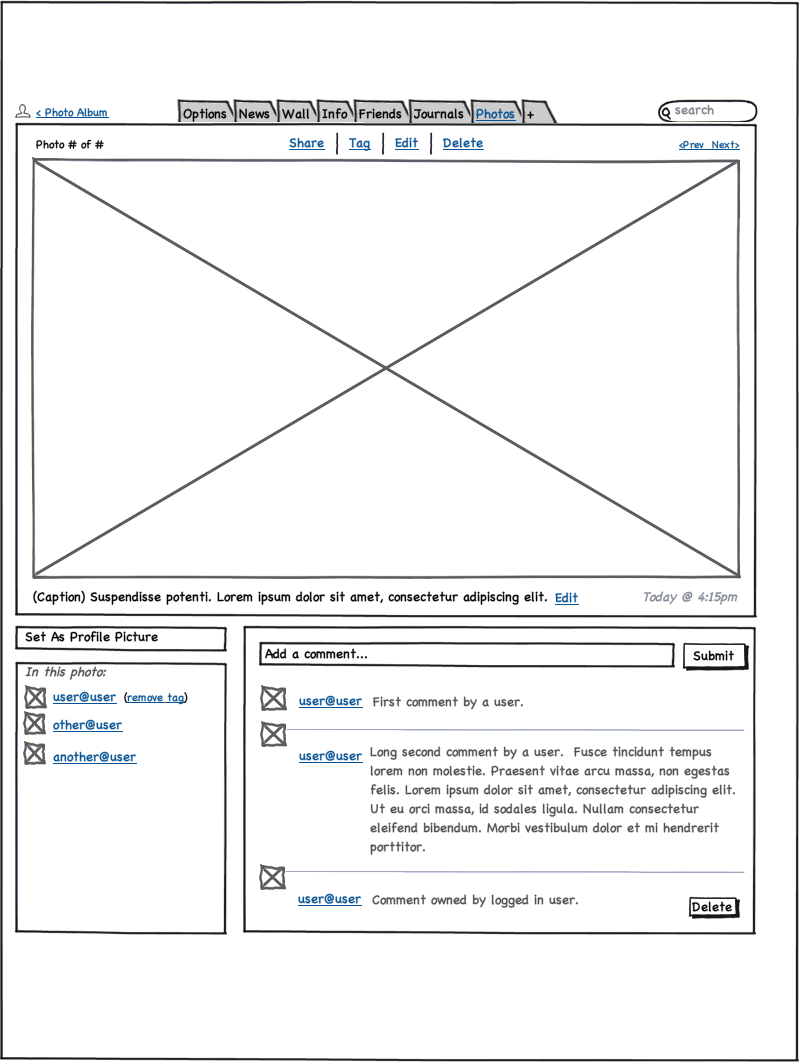 < Photo Album Options News Wall Info Friends Journals Photos + search
Photo # of # Share Tag Edit Delete <Prev Next>
(Caption) Suspendisse potenti. Lorem ipsum dolor sit amet, consectetur adipiscing elit. Edit Today @ 4:15pm
Set As Profile Picture
In this photo:
user@user (remove tag)
other@user
another@user
Add a comment... Submit
user@user First comment by a user.
user@user Long second comment by a user. Fusce tincidunt tempus
lorem non molestie. Praesent vitae arcu massa, non egestas
felis. Lorem ipsum dolor sit amet, consectetur adipiscing elit.
Ut eu orci massa, id sodales ligula. Nullam consectetur
eleifend bibendum. Morbi vestibulum dolor et mi hendrerit
porttitor.
user@user Comment owned by logged in user.
Delete